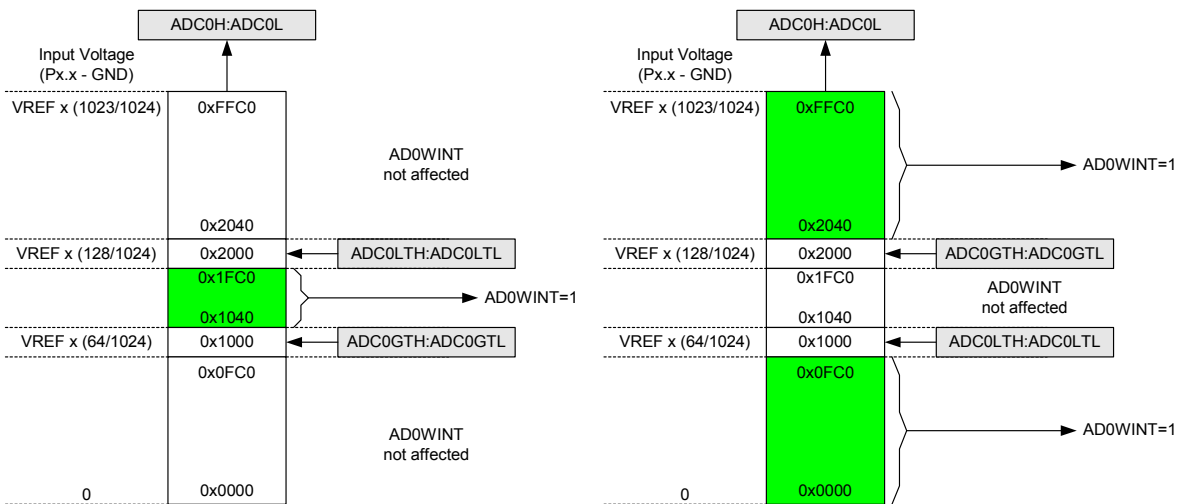 ADC0H:ADC0L
Input Voltage
(Px.x - GND)
VREF x (1023/1024)
0xFFC0
AD0WINT
not affected
0x2040
VREF x (128/1024)
0x2000
ADC0LTH:ADC0LTL
0x1FC0
AD0WINT=1
0x1040
VREF x (64/1024)
0x1000
ADC0GTH:ADC0GTL
0x0FC0
AD0WINT
not affected
0
0x0000
ADC0H:ADC0L
Input Voltage
(Px.x - GND)
VREF x (1023/1024)
0xFFC0
AD0WINT=1
0x2040
VREF x (128/1024)
0x2000
ADC0GTH:ADC0GTL
0x1FC0
AD0WINT
not affected
0x1040
VREF x (64/1024)
0x1000
ADC0LTH:ADC0LTL
0x0FC0
AD0WINT=1
0
0x0000